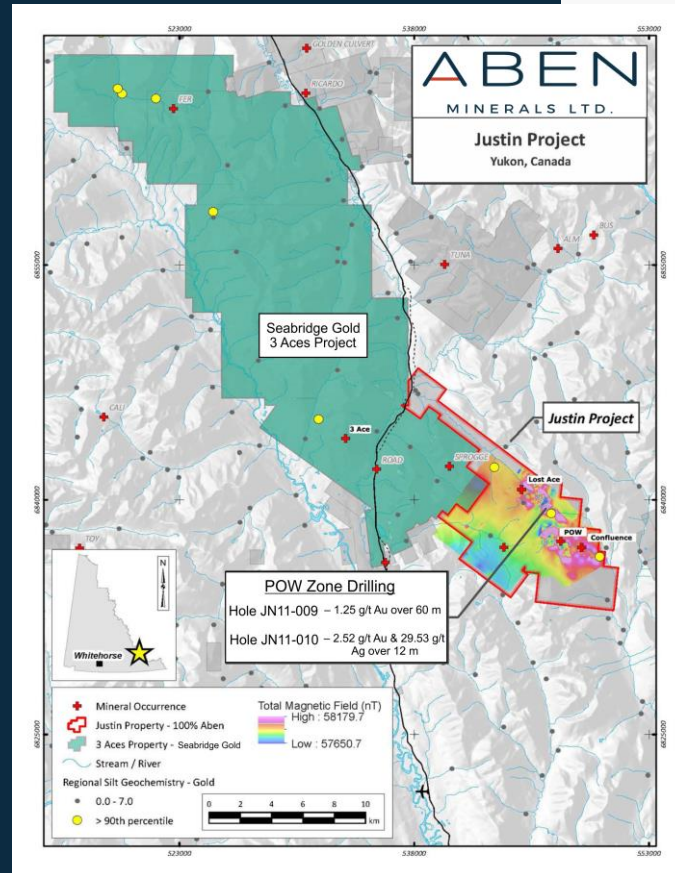 523000
538000
553000
GOLDEN CULVERT
RICARDO
FER
ABEN
MINERALS LTD.
Justin Project
Yukon, Canada
BUS
ALM
TUNA
6855000
6855000
Seabridge Gold
3 Aces Project
CALI
3 Ace
ROAD
SPROGGE
Justin Project
Lost Ace
6840000
6840000
POW
Confluence
TOY
POW Zone Drilling
Hole JN11-009 – 1.25 g/t Au over 60 m
Hole JN11-010 – 2.52 g/t Au & 29.53 g/t
Ag over 12 m
N
Whitehorse
Mineral Occurrence
Justin Property - 100% Aben
3 Aces Property - Seabridge Gold
Stream / River
Regional Silt Geochemistry - Gold
0.0 - 7.0
> 90th percentile
Total Magnetic Field (nT)
High : 58179.7
Low : 57650.7
0 2 4 6 8 10
km
6825000
6825000
523000
538000
553000